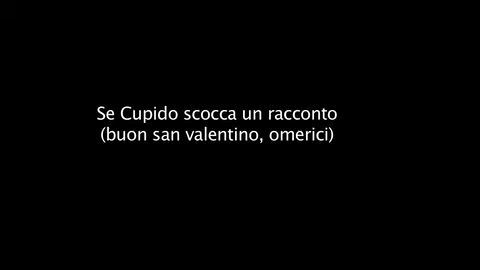 Se Cupido scocca un racconto
(buon san valentino, omerici)